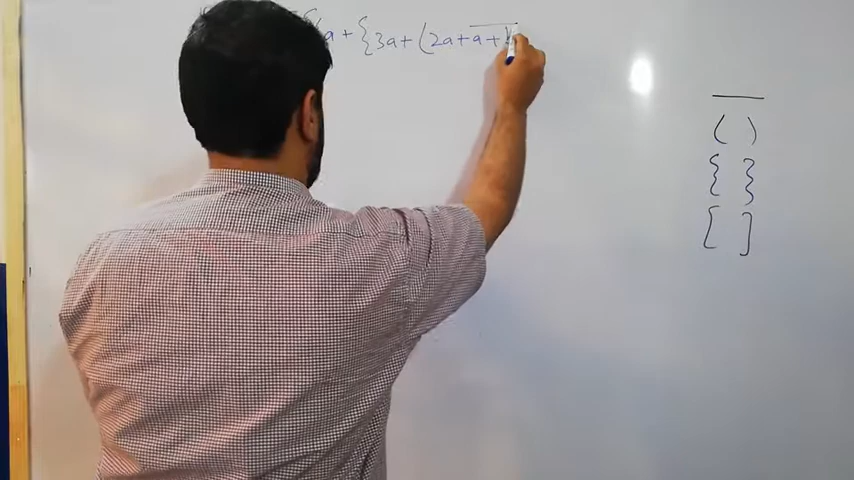 a + { 3a + ( 2a + a +
( )
{ }
[ ]